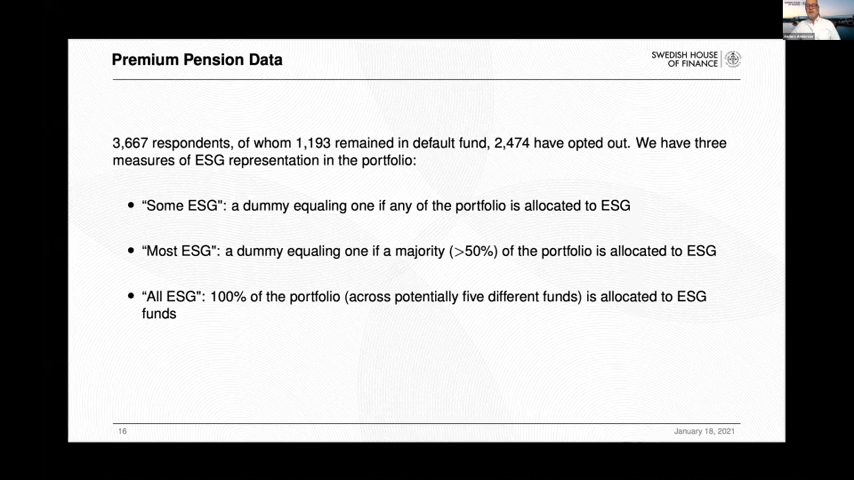 Premium Pension Data
SWEDISH HOUSE
OF FINANCE
3,667 respondents, of whom 1,193 remained in default fund, 2,474 have opted out. We have three
measures of ESG representation in the portfolio:
• “Some ESG": a dummy equaling one if any of the portfolio is allocated to ESG
• “Most ESG": a dummy equaling one if a majority (>50%) of the portfolio is allocated to ESG
• “All ESG": 100% of the portfolio (across potentially five different funds) is allocated to ESG
funds
16
January 18, 2021